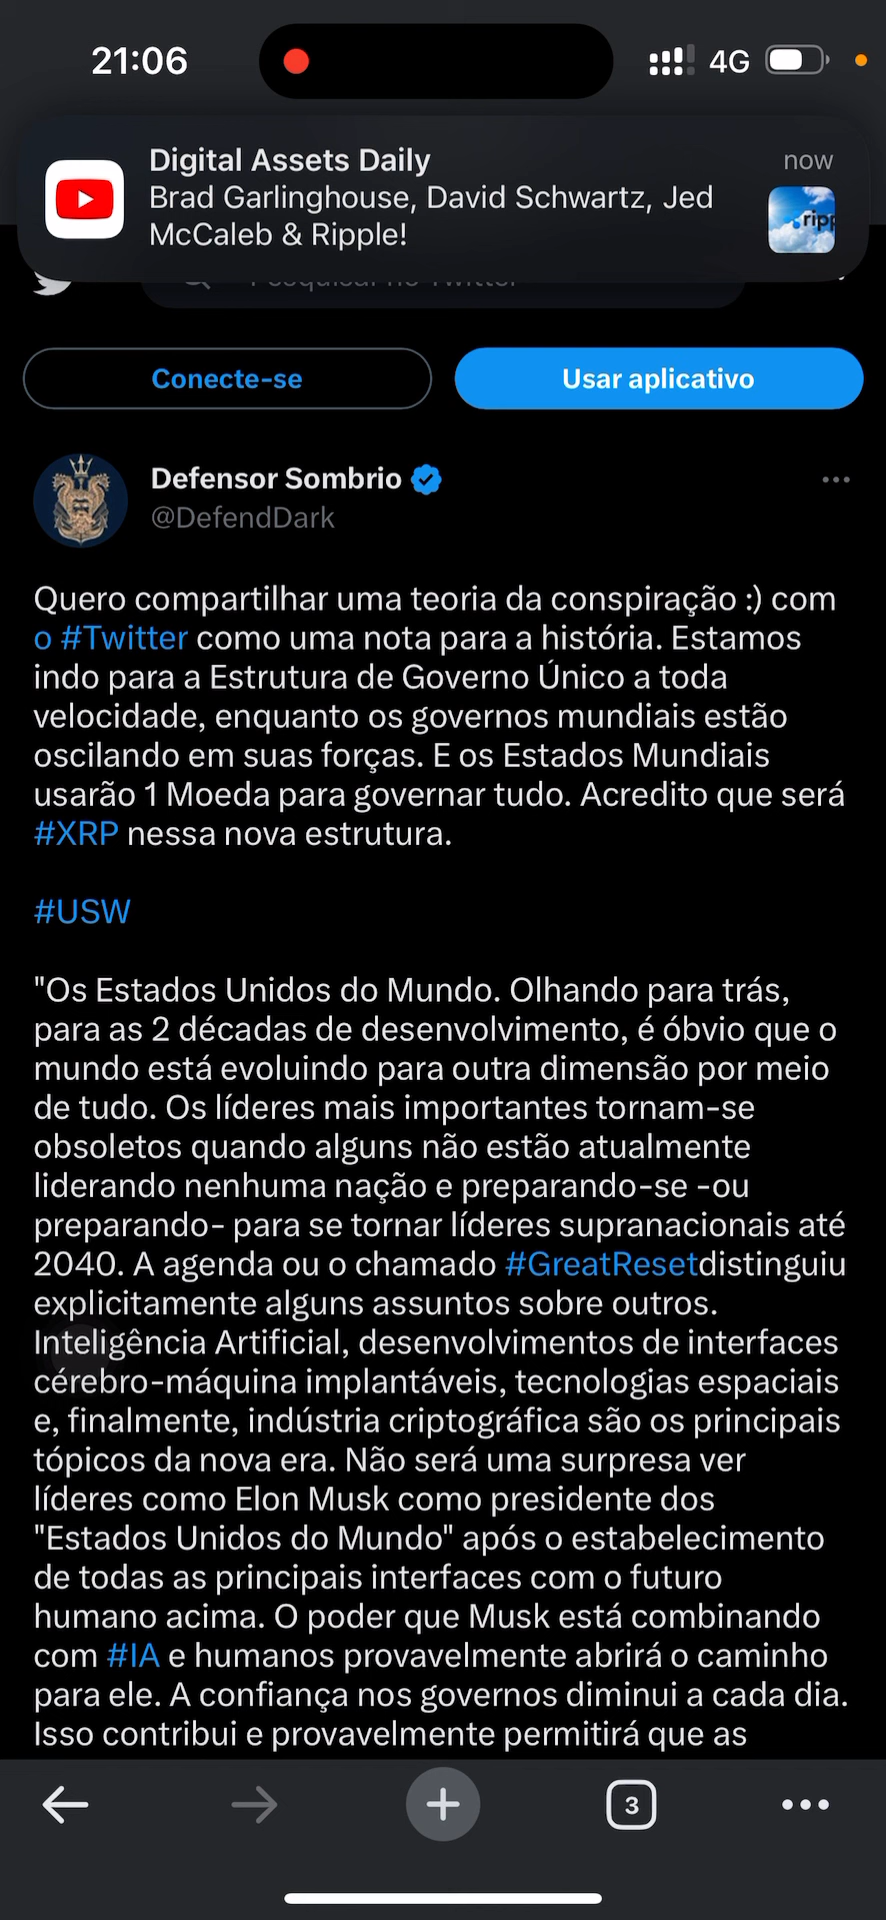 21:06
4G
Digital Assets Daily
now
Brad Garlinghouse, David Schwartz, Jed
McCaleb & Ripple!
ripp
Pesquisar no Twitter
Conecte-se
Usar aplicativo
Defensor Sombrio
@DefendDark
Quero compartilhar uma teoria da conspiração :) com
o #Twitter como uma nota para a história. Estamos
indo para a Estrutura de Governo Único a toda
velocidade, enquanto os governos mundiais estão
oscilando em suas forças. E os Estados Mundiais
usarão 1 Moeda para governar tudo. Acredito que será
#XRP nessa nova estrutura.
#USW
"Os Estados Unidos do Mundo. Olhando para trás,
para as 2 décadas de desenvolvimento, é óbvio que o
mundo está evoluindo para outra dimensão por meio
de tudo. Os líderes mais importantes tornam-se
obsoletos quando alguns não estão atualmente
liderando nenhuma nação e preparando-se -ou
preparando- para se tornar líderes supranacionais até
2040. A agenda ou o chamado #GreatResetdistinguiu
explicitamente alguns assuntos sobre outros.
Inteligência Artificial, desenvolvimentos de interfaces
cérebro-máquina implantáveis, tecnologias espaciais
e, finalmente, indústria criptográfica são os principais
tópicos da nova era. Não será uma surpresa ver
líderes como Elon Musk como presidente dos
"Estados Unidos do Mundo" após o estabelecimento
de todas as principais interfaces com o futuro
humano acima. O poder que Musk está combinando
com #IA e humanos provavelmente abrirá o caminho
para ele. A confiança nos governos diminui a cada dia.
Isso contribui e provavelmente permitirá que as
3